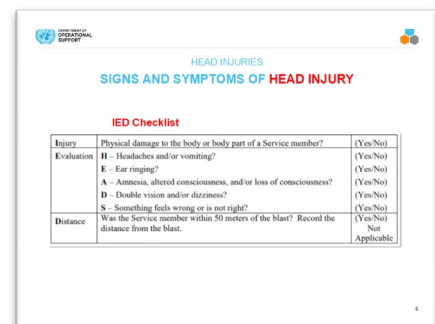 DEPARTMENT OF
OPERATIONAL
SUPPORT
HEAD INJURIES
SIGNS AND SYMPTOMS OF HEAD INJURY
IED Checklist
Injury Physical damage to the body or body part of a Service member? (Yes/No)
Evaluation H – Headaches and/or vomiting? (Yes/No)
E – Ear ringing? (Yes/No)
A – Amnesia, altered consciousness, and/or loss of consciousness? (Yes/No)
D – Double vision and/or dizziness? (Yes/No)
S – Something feels wrong or is not right? (Yes/No)
Distance Was the Service member within 50 meters of the blast? Record the (Yes/No)
distance from the blast. Not
Applicable